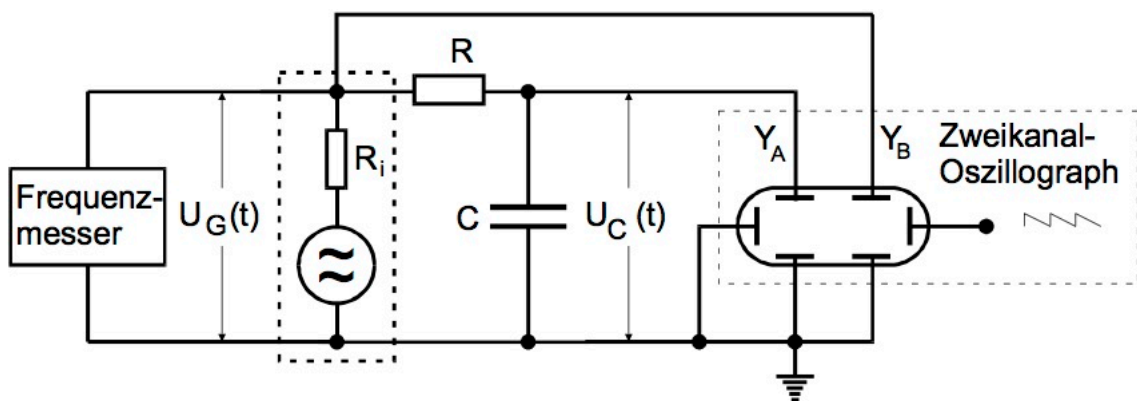 R
Y_A
Y_B
Zweikanal-
Oszillograph
R_i
Frequenz-
messer
U_G(t)
C
U_C(t)